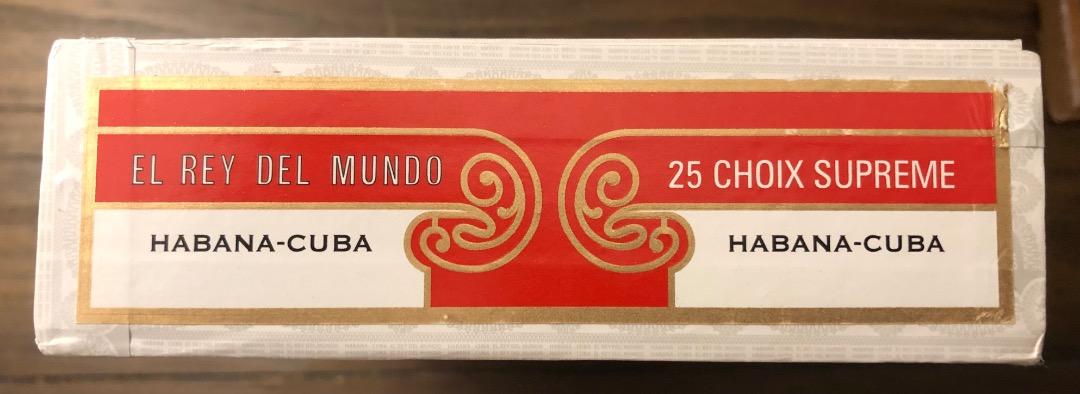 EL REY DEL MUNDO
25 CHOIX SUPREME
HABANA-CUBA
HABANA-CUBA